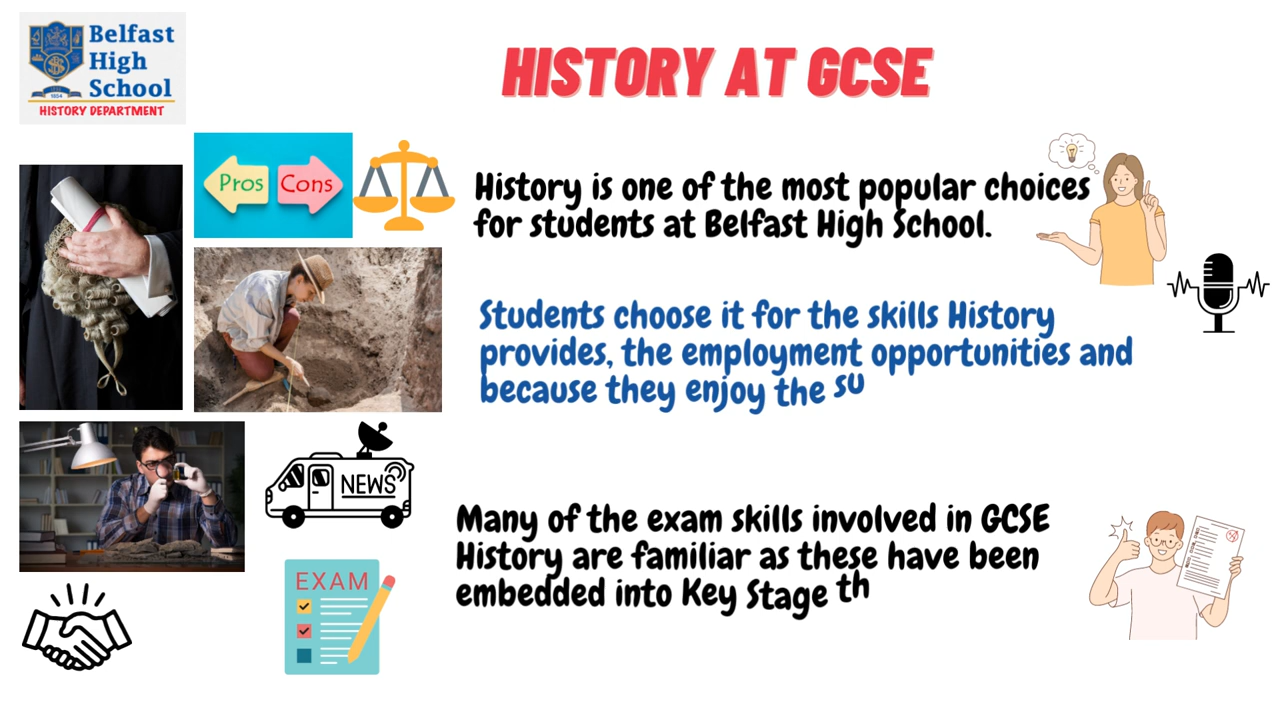 Belfast
High
School
HISTORY DEPARTMENT
HISTORY AT GCSE
Pros Cons
History is one of the most popular choices
for students at Belfast High School.
Students choose it for the skills History
provides, the employment opportunities and
because they enjoy the su
NEWS
Many of the exam skills involved in GCSE
History are familiar as these have been
embedded into Key Stage th
EXAM